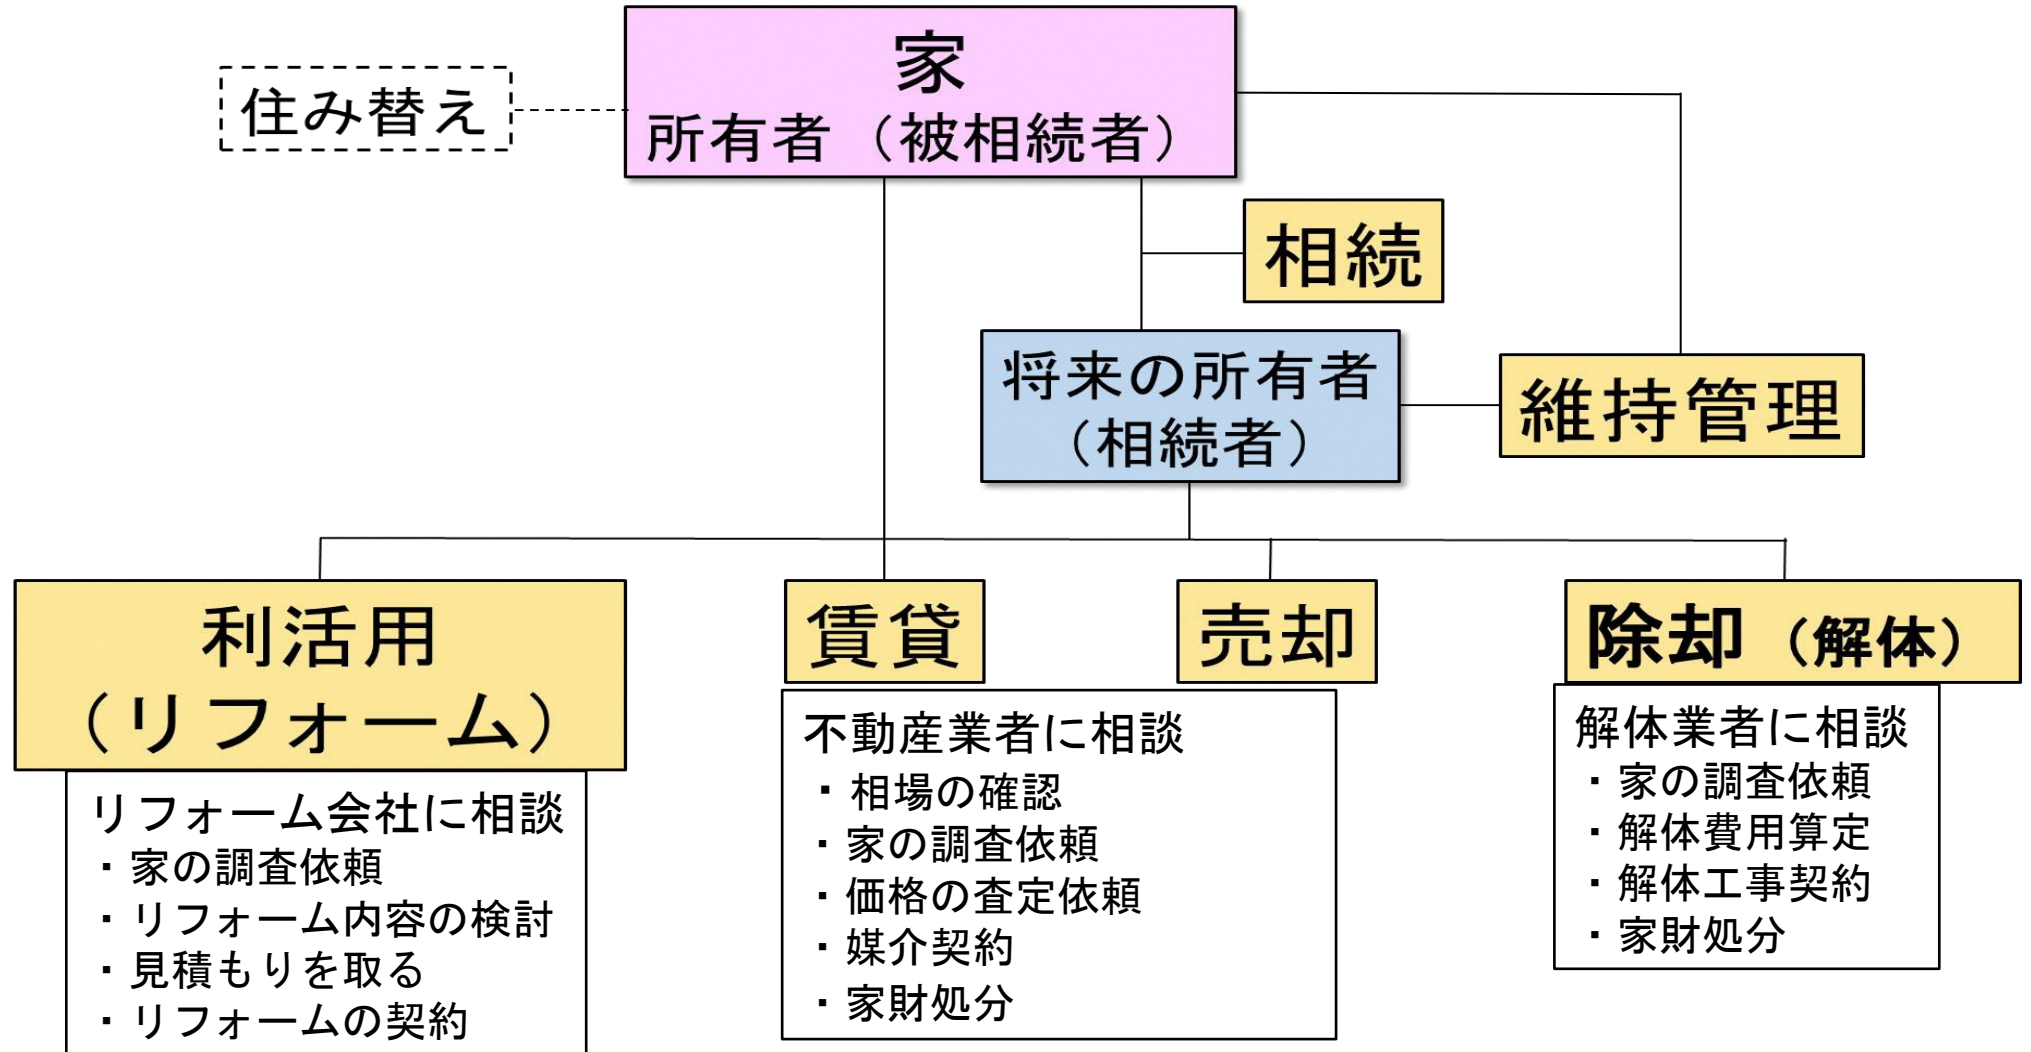 家
所有者（被相続者）
住み替え
相続
将来の所有者
（相続者）
維持管理
利活用
（リフォーム）
リフォーム会社に相談
・家の調査依頼
・リフォーム内容の検討
・見積もりを取る
・リフォームの契約
賃貸
売却
不動産業者に相談
・相場の確認
・家の調査依頼
・価格の査定依頼
・媒介契約
・家財処分
除却（解体）
解体業者に相談
・家の調査依頼
・解体費用算定
・解体工事契約
・家財処分